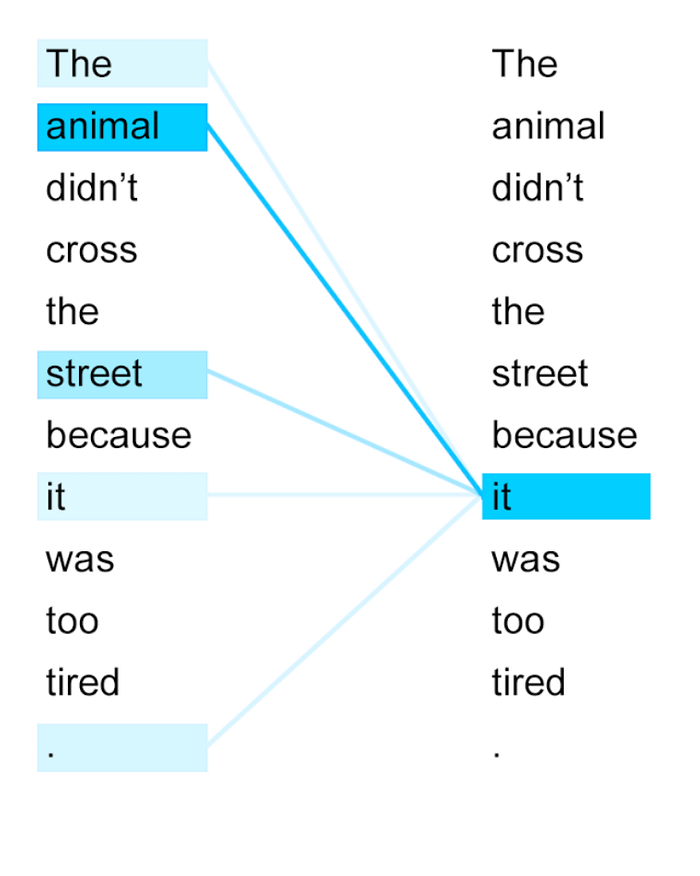 The
animal
didn’t
cross
the
street
because
it
was
too
tired
.
The
animal
didn’t
cross
the
street
because
it
was
too
tired
.